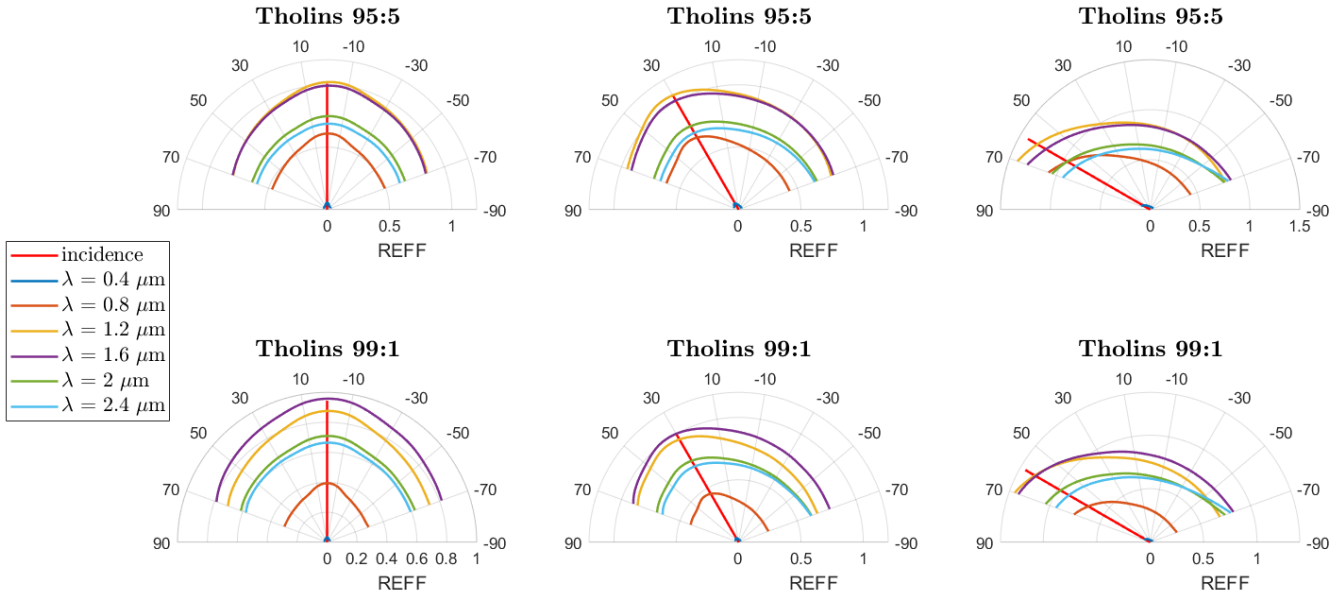 Tholins 95:5
10 -10
30 -30
50 -50
70 -70
90 -90
0 0.5 1
REFF
Tholins 95:5
10 -10
30 -30
50 -50
70 -70
90 -90
0 0.5 1
REFF
Tholins 95:5
10 -10
30 -30
50 -50
70 -70
90 -90
0 0.5 1 1.5
REFF
incidence
λ = 0.4 μm
λ = 0.8 μm
λ = 1.2 μm
λ = 1.6 μm
λ = 2 μm
λ = 2.4 μm
Tholins 99:1
10 -10
30 -30
50 -50
70 -70
90 -90
0 0.2 0.4 0.6 0.8 1
REFF
Tholins 99:1
10 -10
30 -30
50 -50
70 -70
90 -90
0 0.5 1
REFF
Tholins 99:1
10 -10
30 -30
50 -50
70 -70
90 -90
0 0.5 1
REFF